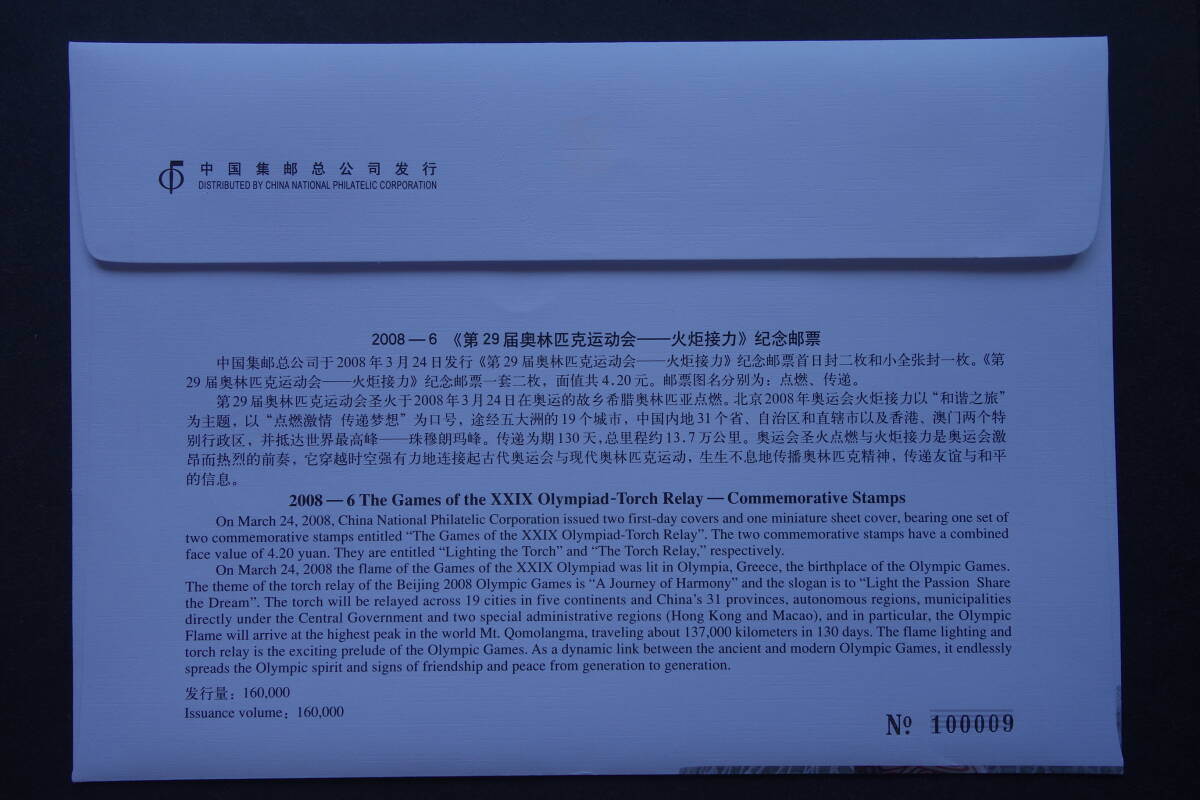 中国集邮总公司发行
DISTRIBUTED BY CHINA NATIONAL PHILATELIC CORPORATION
2008—6 《第29届奥林匹克运动会——火炬接力》纪念邮票
中国集邮总公司于2008年3月24日发行《第29届奥林匹克运动会——火炬接力》纪念邮票首日封二枚和小全张封一枚。《第
29届奥林匹克运动会——火炬接力》纪念邮票一套二枚，面值共4.20元。邮票图名分别为：点燃、传递。
第29届奥林匹克运动会圣火于2008年3月24日在奥运的故乡希腊奥林匹亚点燃。北京2008年奥运会火炬接力以“和谐之旅”
为主题，以“点燃激情 传递梦想”为口号，途经五大洲的19个城市，中国内地31个省、自治区和直辖市以及香港、澳门两个特
别行政区，并抵达世界最高峰——珠穆朗玛峰。传递为期130天，总里程约13.7万公里。奥运会圣火点燃与火炬接力是奥运会激
昂而热烈的前奏，它穿越时空强有力地连接起古代奥运会与现代奥林匹克运动，生生不息地传播奥林匹克精神，传递友谊与和平
的信息。
2008—6 The Games of the XXIX Olympiad-Torch Relay — Commemorative Stamps
On March 24, 2008, China National Philatelic Corporation issued two first-day covers and one miniature sheet cover, bearing one set of
two commemorative stamps entitled “The Games of the XXIX Olympiad-Torch Relay”. The two commemorative stamps have a combined
face value of 4.20 yuan. They are entitled “Lighting the Torch” and “The Torch Relay,” respectively.
On March 24, 2008 the flame of the Games of the XXIX Olympiad was lit in Olympia, Greece, the birthplace of the Olympic Games.
The theme of the torch relay of the Beijing 2008 Olympic Games is “A Journey of Harmony” and the slogan is to “Light the Passion Share
the Dream”. The torch will be relayed across 19 cities in five continents and China's 31 provinces, autonomous regions, municipalities
directly under the Central Government and two special administrative regions (Hong Kong and Macao), and in particular, the Olympic
Flame will arrive at the highest peak in the world Mt. Qomolangma, traveling about 137,000 kilometers in 130 days. The flame lighting and
torch relay is the exciting prelude of the Olympic Games. As a dynamic link between the ancient and modern Olympic Games, it endlessly
spreads the Olympic spirit and signs of friendship and peace from generation to generation.
发行量：160,000
Issuance volume：160,000
№ 100009